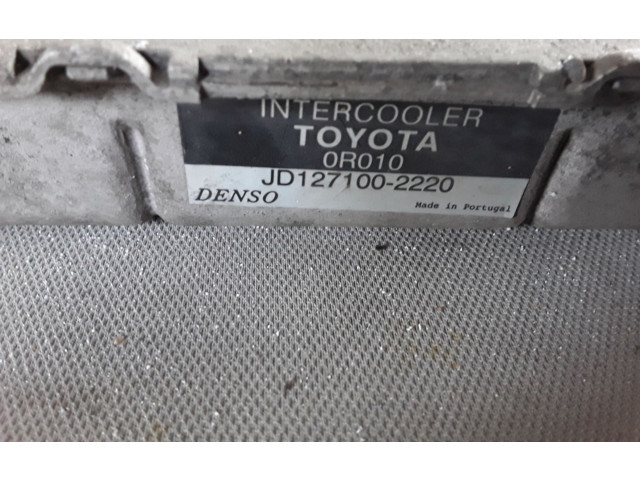 INTERCOOLER
TOYOTA
0R010
JD127100-2220
DENSO Made in Portugal